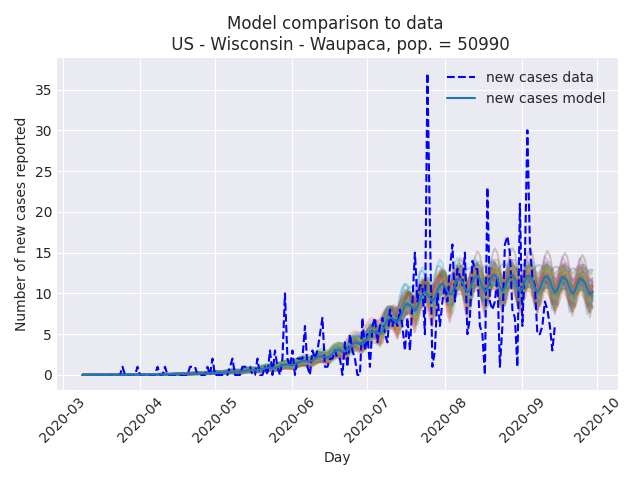 Model comparison to data
US - Wisconsin - Waupaca, pop. = 50990
new cases data
new cases model
Number of new cases reported
35
30
25
20
15
10
5
0
2020-03
2020-04
2020-05
2020-06
2020-07
2020-08
2020-09
2020-10
Day